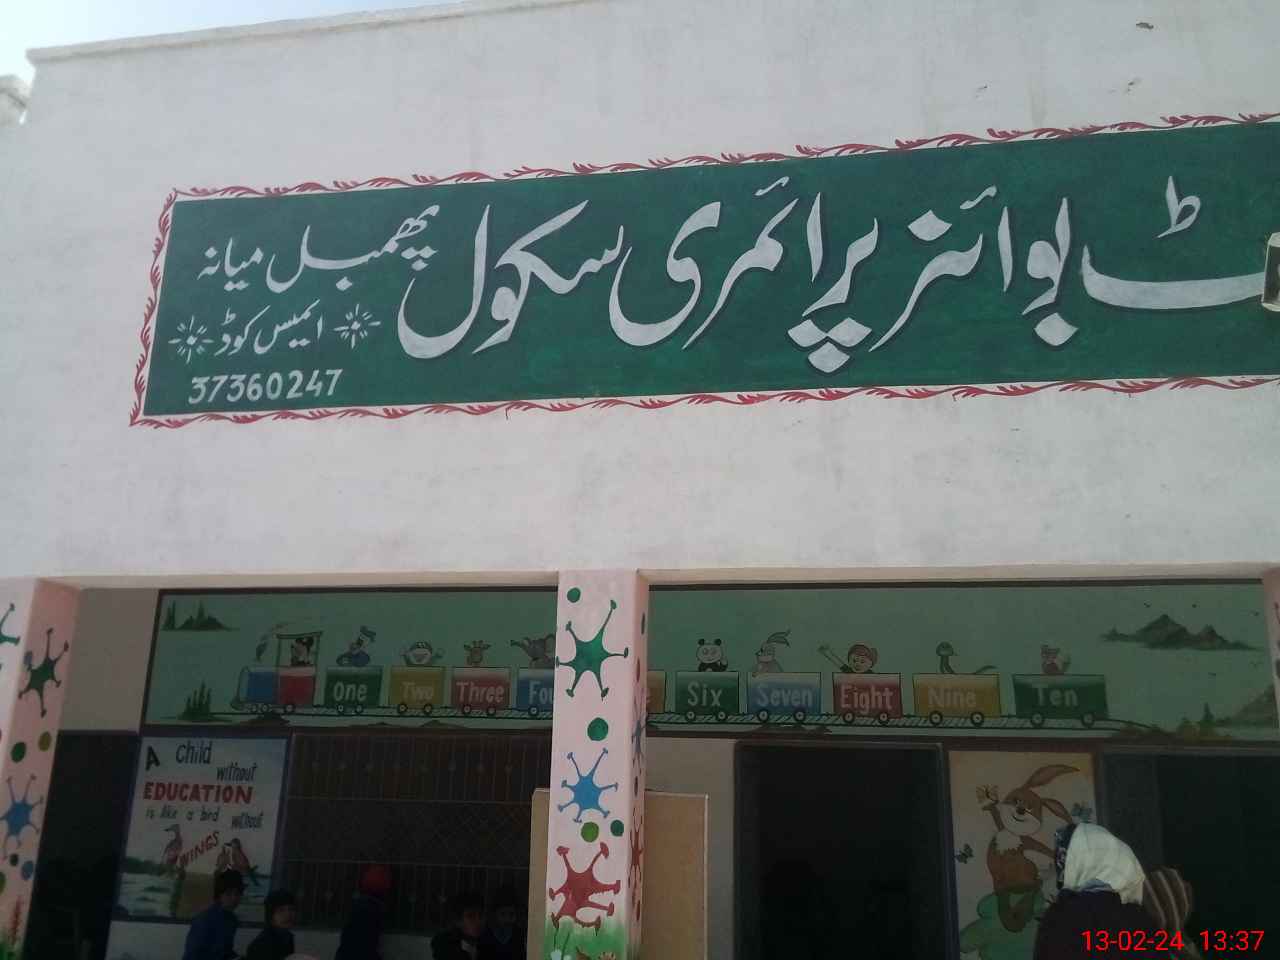 ٹ بوائز پرائمری سکول
پھمبل میانہ
ایمیس کوڈ
37360247
One Two Three Fou Six Seven Eight Nine Ten
A child
without
EDUCATION
is like a bird
without
WINGS
13-02-24 13:37